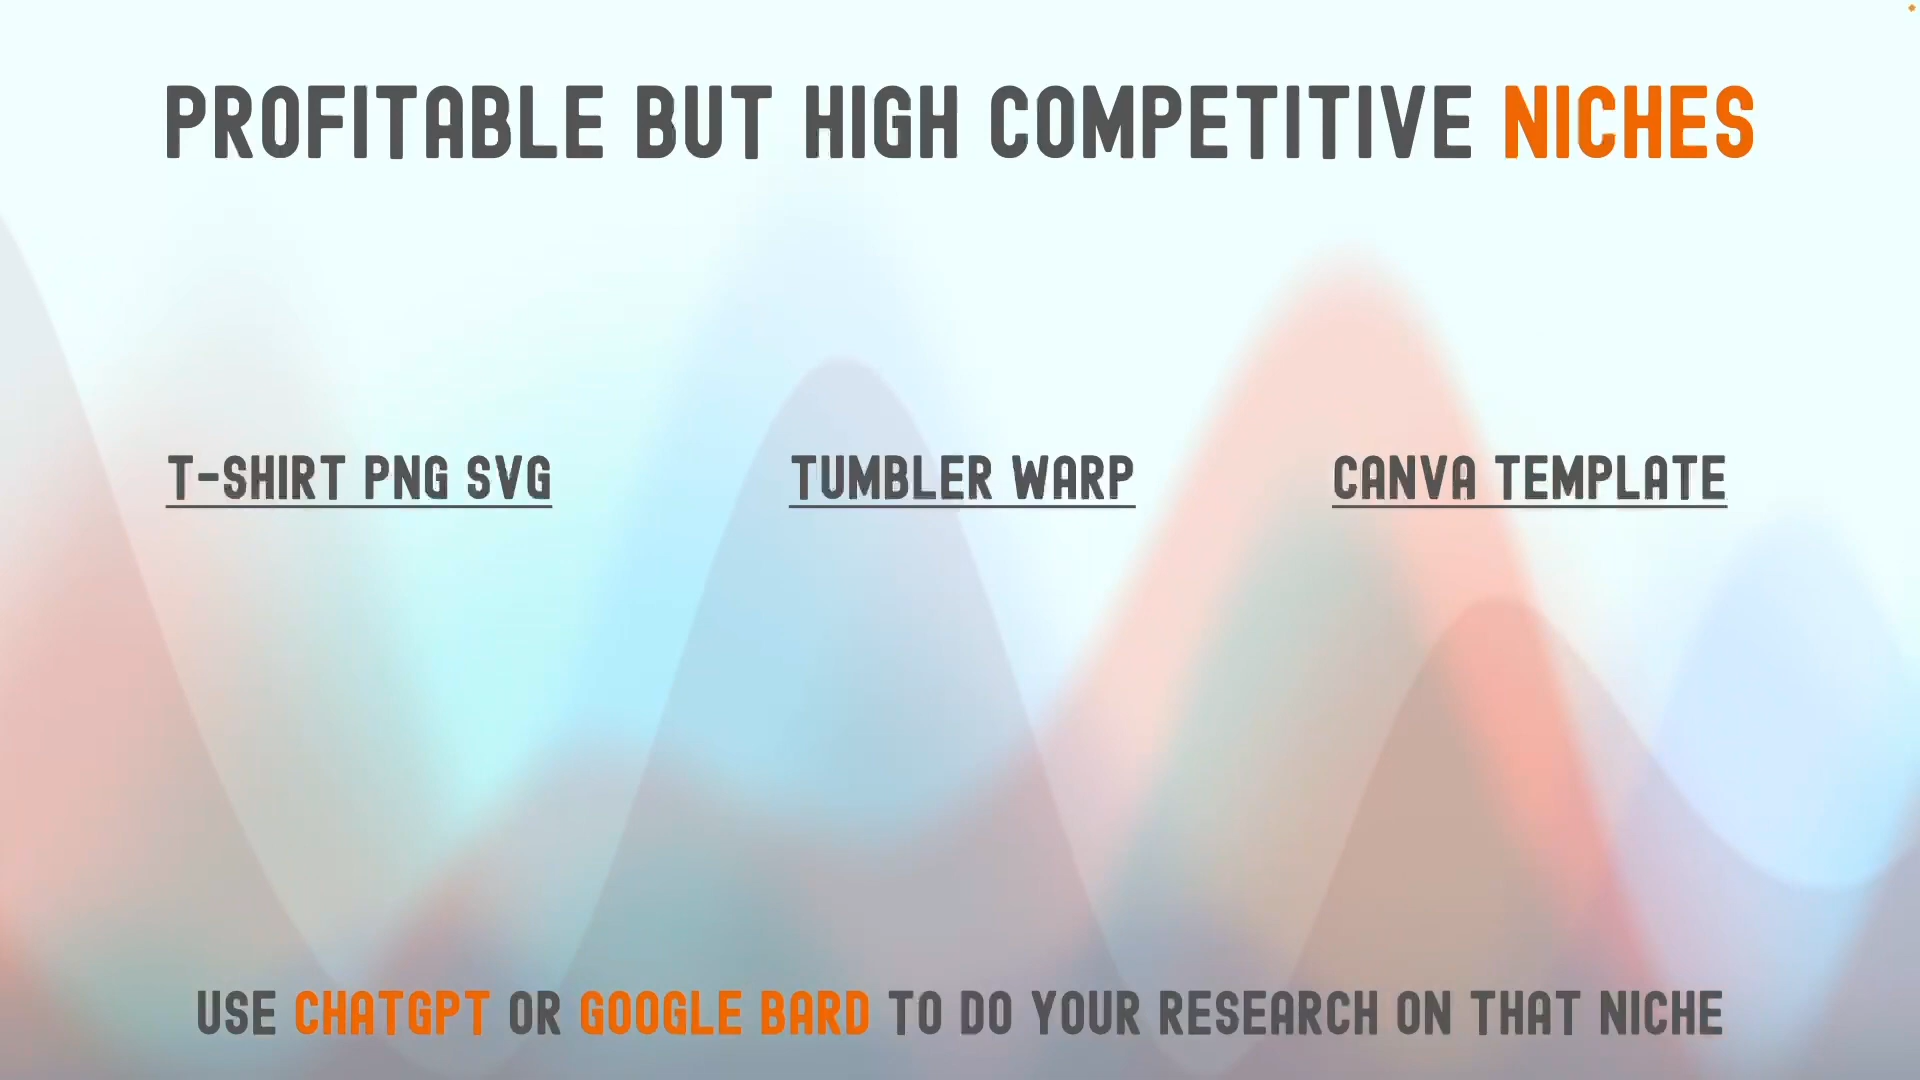 PROFITABLE BUT HIGH COMPETITIVE NICHES
T-SHIRT PNG SVG
TUMBLER WARP
CANVA TEMPLATE
USE CHATGPT OR GOOGLE BARD TO DO YOUR RESEARCH ON THAT NICHE